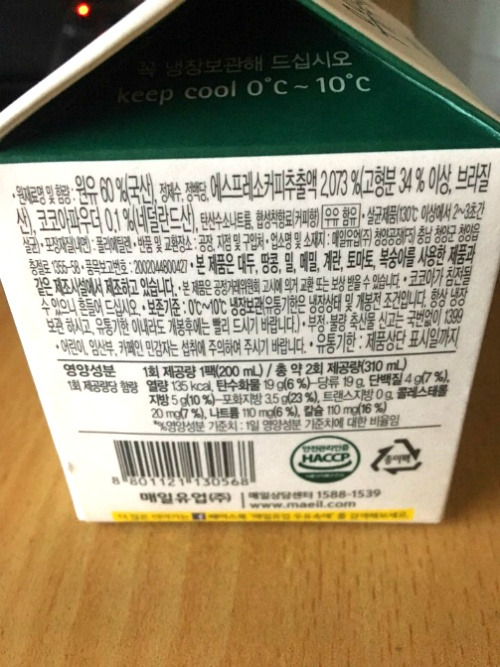 꼭 냉장보관해 드십시오
keep cool 0°C ~ 10°C
•원재료명 및 함량: 원유 60 %(국산), 정제수, 정백당, 에스프레소커피추출액 2.073 %(고형분 34 % 이상, 브라질
산), 코코아파우더 0.1 %(네덜란드산), 탄산수소나트륨, 합성착향료(커피향) 우유 함유 • 살균제품(130℃ 이상에서 2~3초간
살균) • 포장재질(내면): 폴리에틸렌 • 반품 및 교환장소: 공장, 지점 및 구입처 • 업소명 및 소재지: 매일유업(주) 청양공장(주) 충남 청양군 청양읍
청절로 1355-58 • 품목보고번호: 2002044800427 • 본 제품은 대두, 땅콩, 밀, 메밀, 계란, 토마토, 복숭아를 사용한 제품과
같은 제조시설에서 제조하고 있습니다. • 본 제품은 공정거래위원회 고시에 의거 교환 또는 보상 받을 수 있습니다. • 코코아가 침전될
수 있으니 흔들어 드십시오. • 보존기준: 0℃~10℃ 냉장보관(유통기한은 냉장상태 및 개봉전 조건입니다. 항상 냉장
보관 하시고, 유통기한 이내라도 개봉후에는 빨리 드시기 바랍니다.) • 부정·불량 축산물 신고는 국번없이 1399
• 어린이, 임산부, 카페인 민감자는 섭취에 주의하여 주시기 바랍니다. • 유통기한: 제품상단 표시일까지
영양성분 1회 제공량 1팩(200 mL) / 총 약 2회 제공량(310 mL)
1회 제공량당 함량 열량 135 kcal, 탄수화물 19 g(6 %)–당류 19 g, 단백질 4 g(7 %),
지방 5 g(10 %)–포화지방 3.5 g(23 %), 트랜스지방 0 g, 콜레스테롤
20 mg(7 %), 나트륨 110 mg(6 %), 칼슘 110 mg(16 %)
*%영양성분 기준치: 1일 영양성분 기준치에 대한 비율임
8 801121 130568
안전관리인증
HACCP
종이팩
매일유업(주) 매일상담센터 1588-1539
www.maeil.com